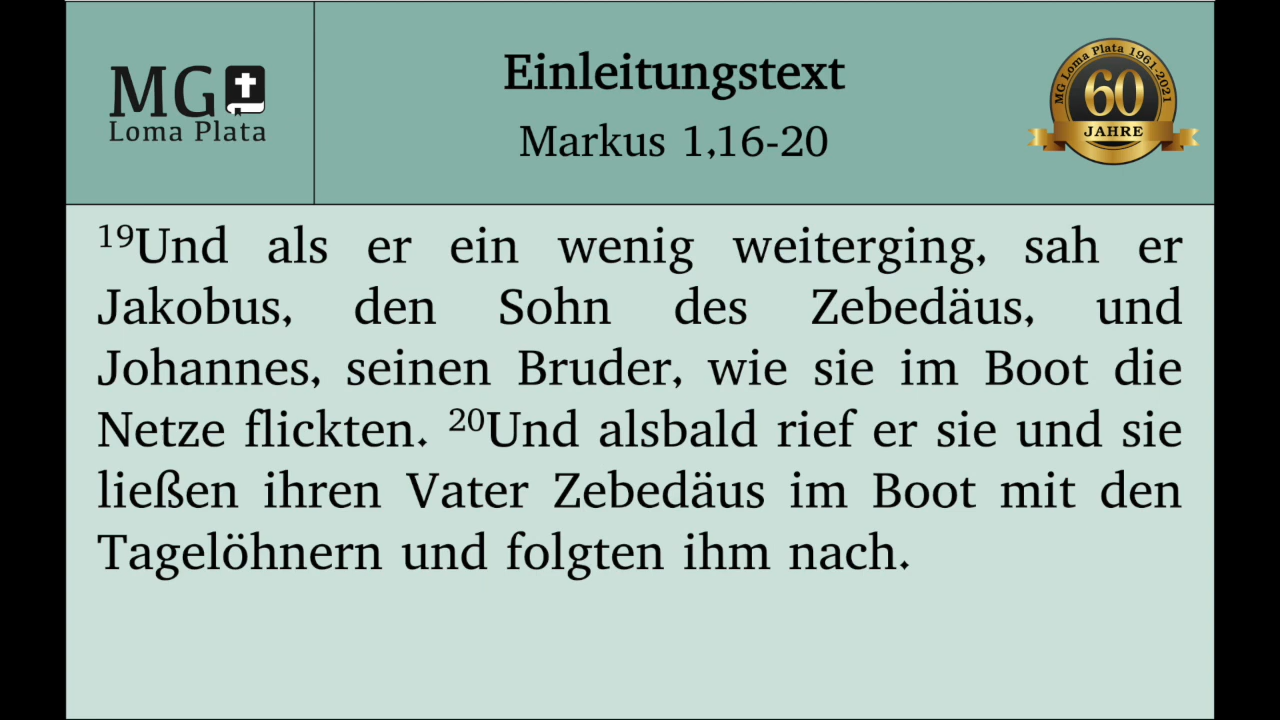 MG
Loma Plata
Einleitungstext
Markus 1,16-20
MG Loma Plata 1961-2021
60
JAHRE
19Und als er ein wenig weiterging, sah er
Jakobus, den Sohn des Zebedäus, und
Johannes, seinen Bruder, wie sie im Boot die
Netze flickten. 20Und alsbald rief er sie und sie
ließen ihren Vater Zebedäus im Boot mit den
Tagelöhnern und folgten ihm nach.